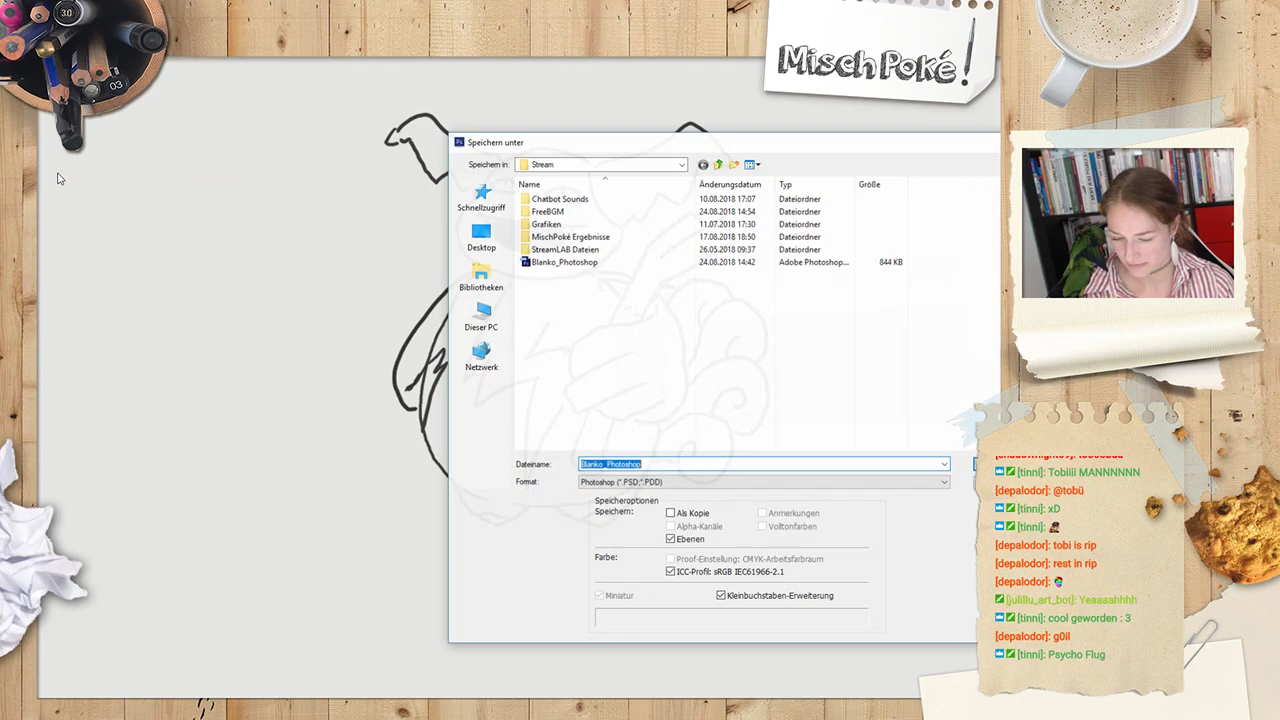 3.0
03
MischPoké!
Speichern unter
Speichern in: Stream
Name Änderungsdatum Typ Größe
Chatbot Sounds 10.08.2018 17:07 Dateiordner
FreeBGM 24.08.2018 14:54 Dateiordner
Grafiken 11.07.2018 17:30 Dateiordner
MischPoké Ergebnisse 17.08.2018 18:50 Dateiordner
StreamLAB Dateien 26.05.2018 09:37 Dateiordner
Blanko_Photoshop 24.08.2018 14:42 Adobe Photoshop... 844 KB
Schnellzugriff
Desktop
Bibliotheken
Dieser PC
Netzwerk
Dateiname: Blanko_Photoshop
Format: Photoshop (*.PSD;*.PDD)
Speicheroptionen
Speichern: Als Kopie Anmerkungen
Alpha-Kanäle Volltonfarben
Ebenen
Farbe: Proof-Einstellung: CMYK-Arbeitsfarbraum
ICC-Profil: sRGB IEC61966-2.1
Miniatur Kleinbuchstaben-Erweiterung
[tinni]: Tobiiii MANNNNNN
[depalodor]: @tobü
[tinni]: xD
[tinni]:
[depalodor]: tobi is rip
[depalodor]: rest in rip
[depalodor]:
[julillu_art_bot]: Yeaaaahhhh
[tinni]: cool geworden : 3
[depalodor]: g0il
[tinni]: Psycho Flug